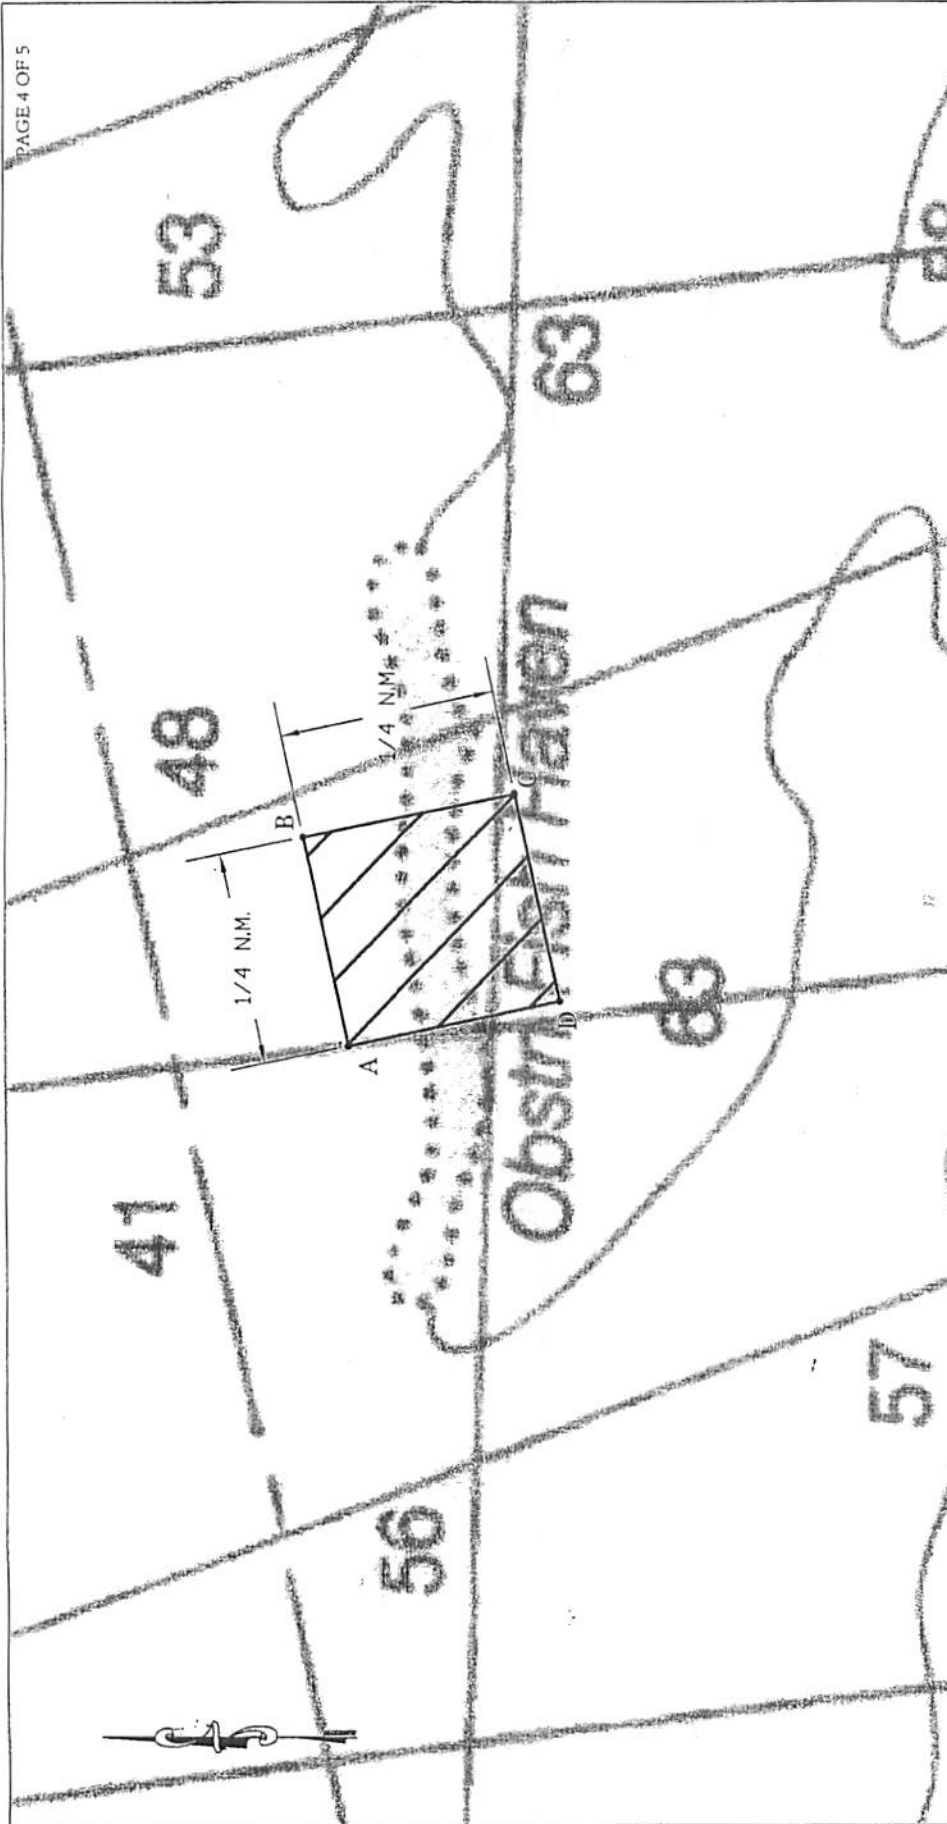 PAGE 4 OF 5
53
48
41
63
1/4 N.M.
1/4 N.M.
B
A
C
D
Obstn Fish Haven
63
56
57